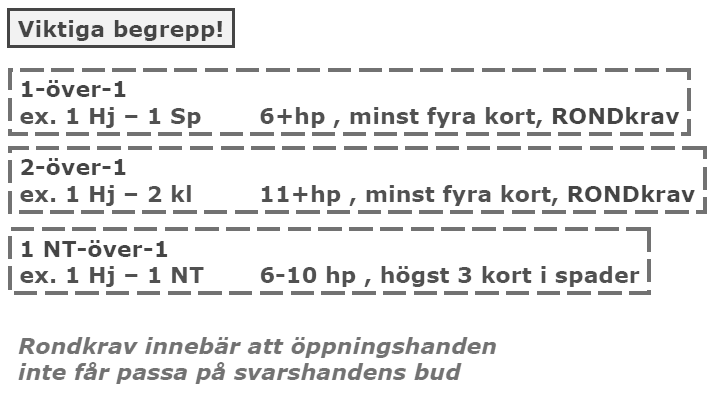 Viktiga begrepp!
1-över-1
ex. 1 Hj – 1 Sp 6+hp , minst fyra kort, RONDkrav
2-över-1
ex. 1 Hj – 2 kl 11+hp , minst fyra kort, RONDkrav
1 NT-över-1
ex. 1 Hj – 1 NT 6-10 hp , högst 3 kort i spader
Rondkrav innebär att öppningshanden
inte får passa på svarshandens bud